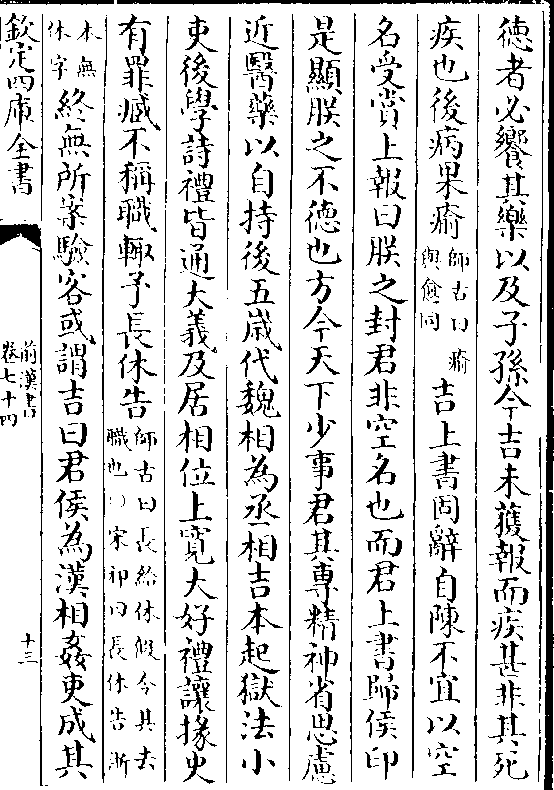 德者必饗其樂以及子孫今吉未獲報而疾甚非其死
疾也後病果瘉師古曰瘉與愈同吉上書固辭自陳不宜以空
名受賞上報曰朕之封君非空名也而君上書歸侯印
是顯朕之不德也方今天下少事君其專精神省思慮
近醫藥以自持後五歲代魏相為丞相吉本起獄法小
吏後學詩禮皆通大義及居相位上寬大好禮讓掾史
有罪臧不稱職輒予長休告師古曰長給休假令其去職也○宋祁曰長休告浙
本無休字終無所案驗客或謂吉曰君侯為漢相姦吏成其
欽定四庫全書
前漢書
卷七十四
十三